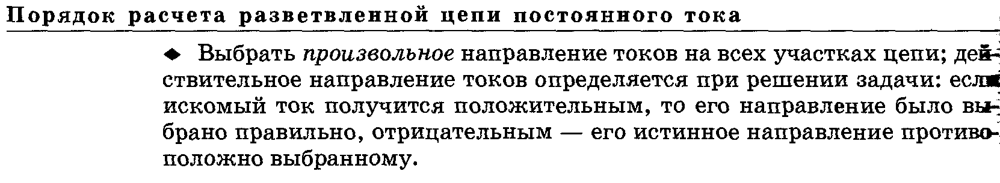 Порядок расчета разветвленной цепи постоянного тока
◆ Выбрать произвольное направление токов на всех участках цепи; дей-
ствительное направление токов определяется при решении задачи: если
искомый ток получится положительным, то его направление было вы-
брано правильно, отрицательным — его истинное направление противо-
положно выбранному.